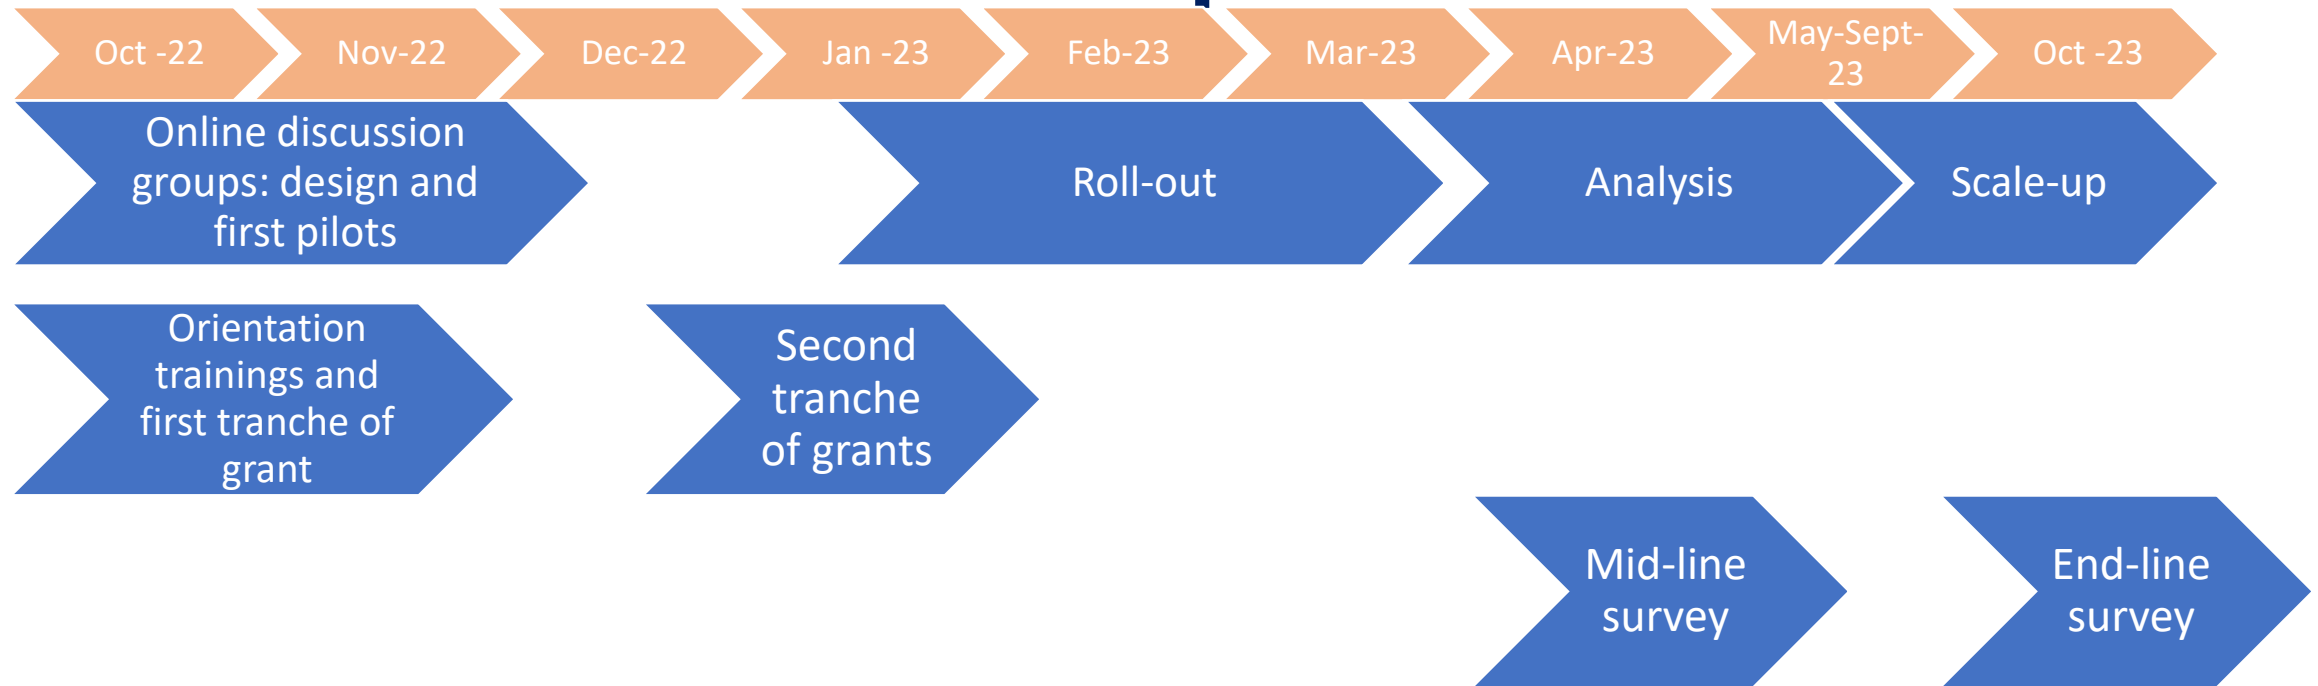 Oct -22
Nov-22
Dec-22
Jan -23
Feb-23
Mar-23
Apr-23
May-Sept-
23
Oct -23
Online discussion
groups: design and
first pilots
Roll-out
Analysis
Scale-up
Orientation
trainings and
first tranche of
grant
Second
tranche
of grants
Mid-line
survey
End-line
survey